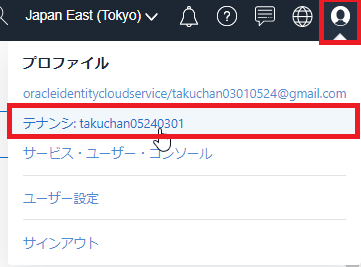 Japan East (Tokyo)
プロファイル
oracleidentitycloudservice/takuchan03010524@gmail.com
テナンシ: takuchan05240301
サービス・ユーザー・コンソール
ユーザー設定
サインアウト